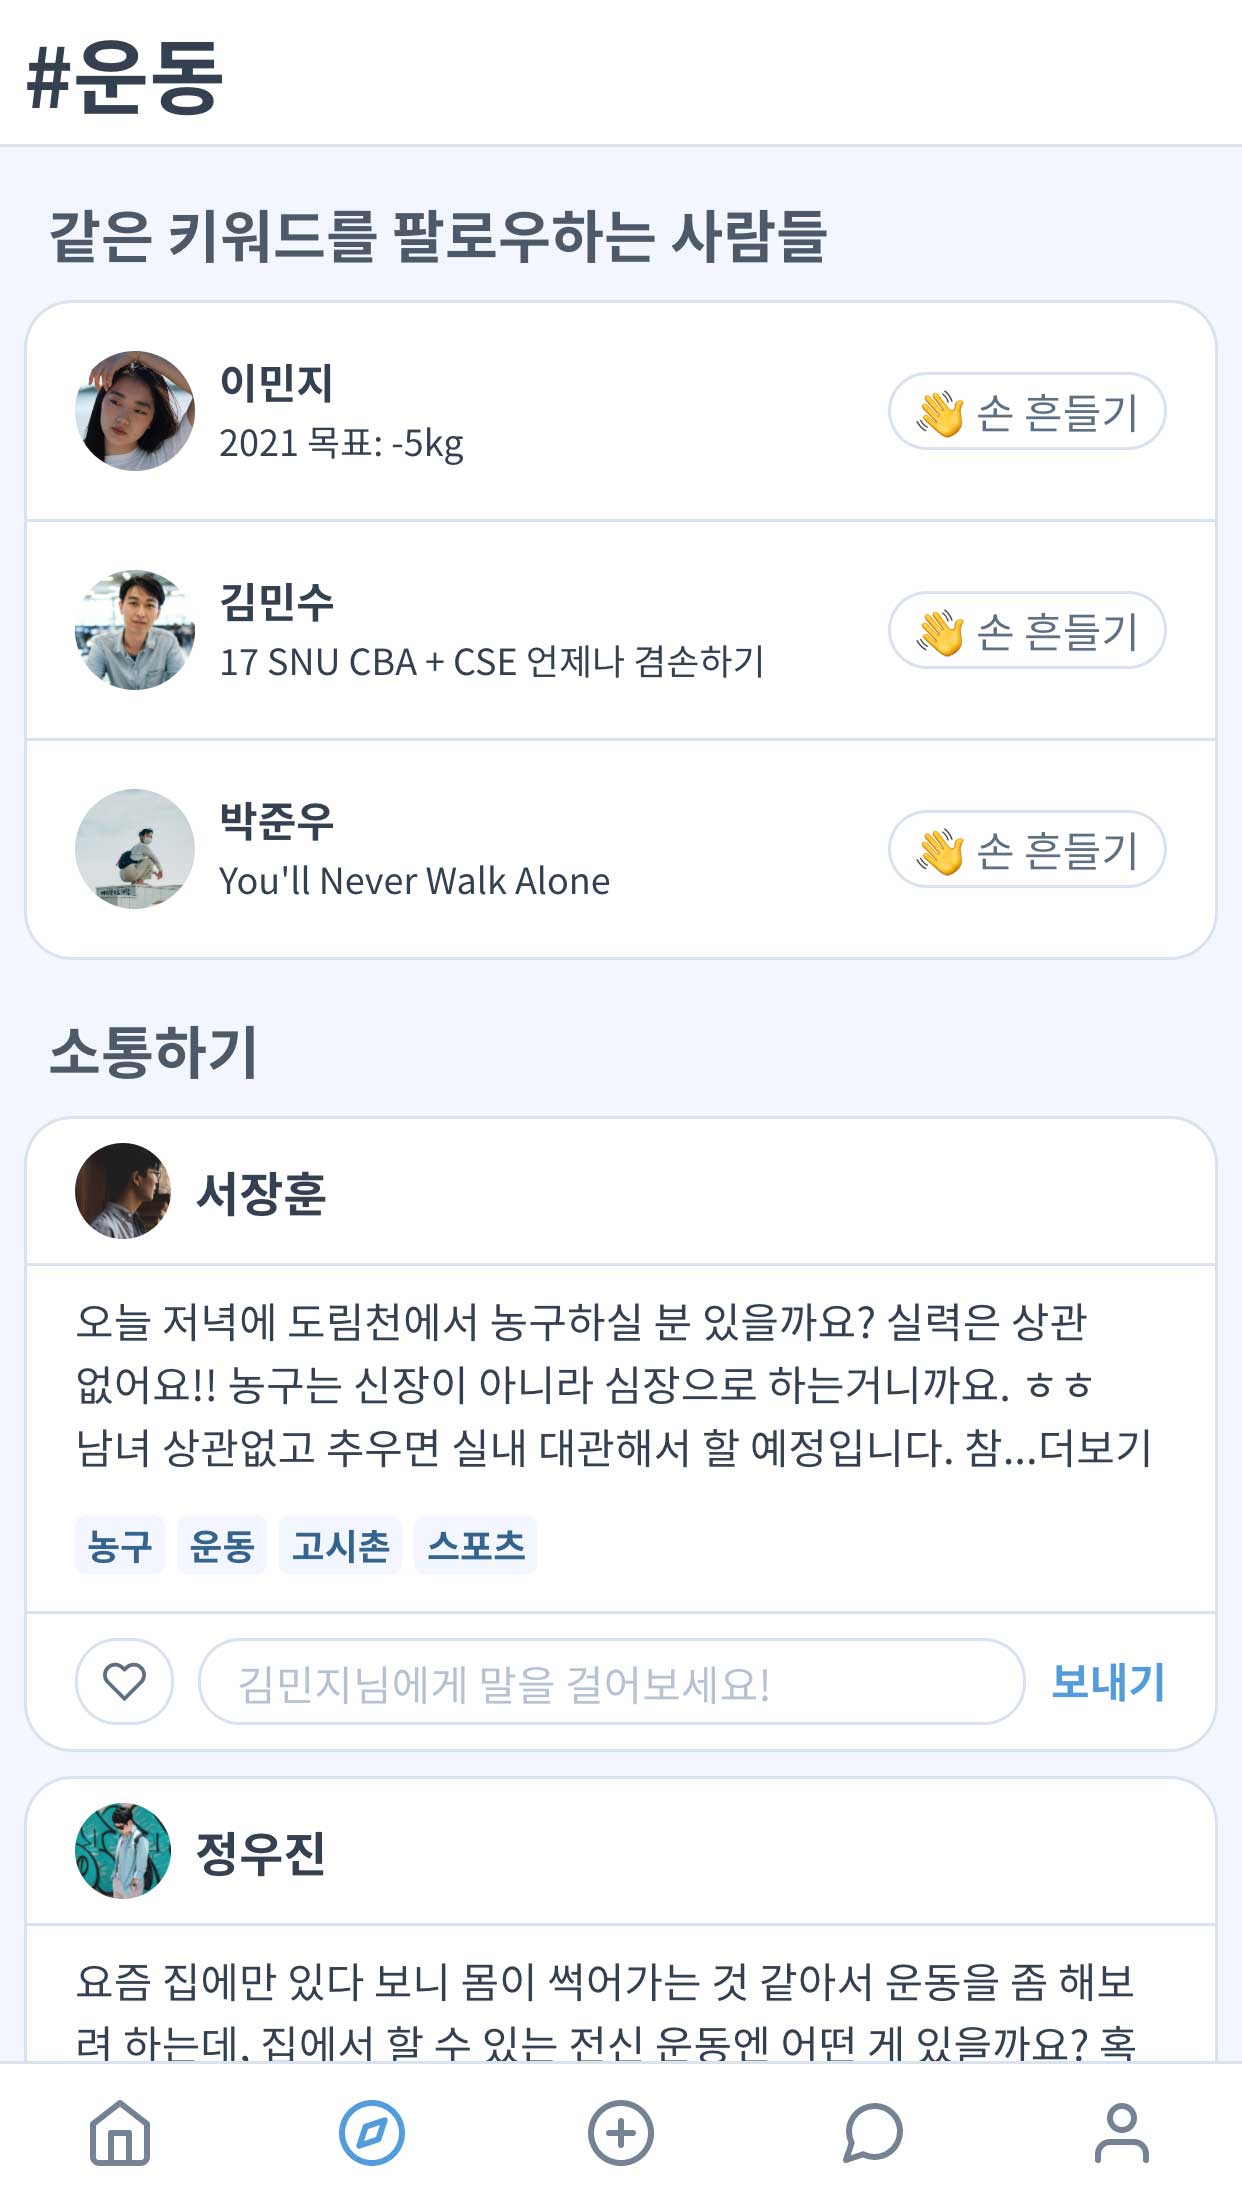 #운동
같은 키워드를 팔로우하는 사람들
이민지
2021 목표: -5kg
👋 손 흔들기
김민수
17 SNU CBA + CSE 언제나 겸손하기
👋 손 흔들기
박준우
You'll Never Walk Alone
👋 손 흔들기
소통하기
서장훈
오늘 저녁에 도림천에서 농구하실 분 있을까요? 실력은 상관
없어요!! 농구는 신장이 아니라 심장으로 하는거니까요. ㅎㅎ
남녀 상관없고 추우면 실내 대관해서 할 예정입니다. 참...더보기
농구 운동 고시촌 스포츠
김민지님에게 말을 걸어보세요! 보내기
정우진
요즘 집에만 있다 보니 몸이 썩어가는 것 같아서 운동을 좀 해보
려 하는데, 집에서 할 수 있는 전신 운동엔 어떤 게 있을까요? 혹